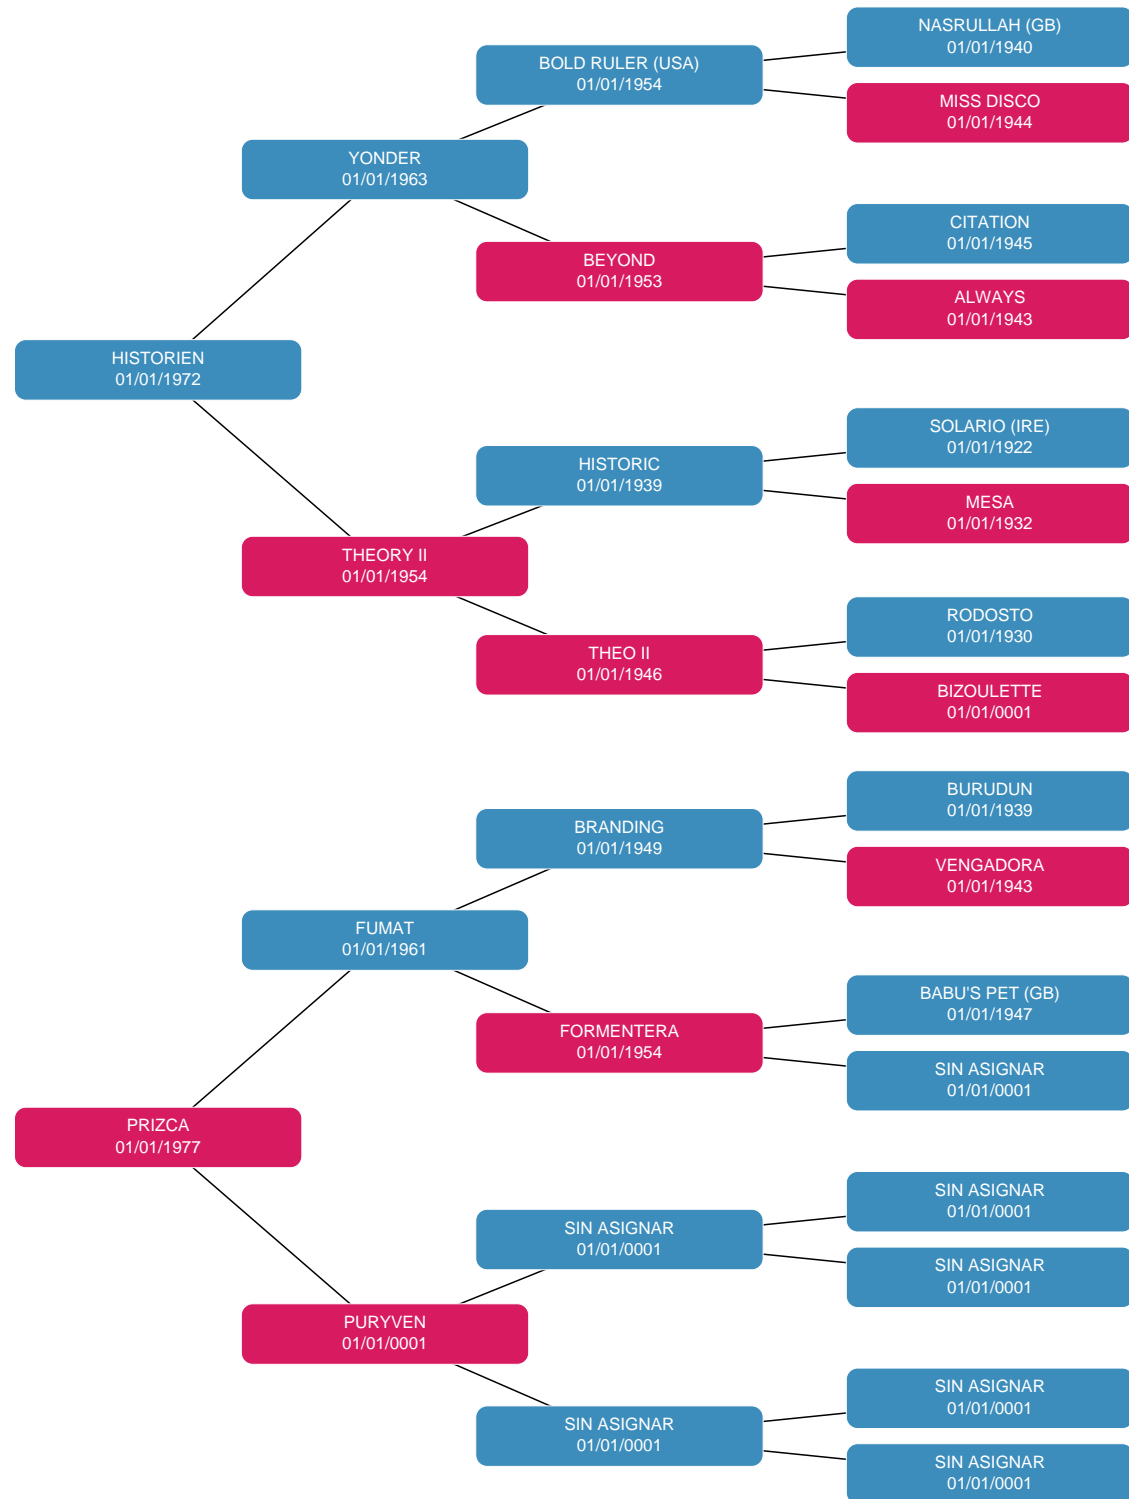 NASRULLAH (GB)
01/01/1940
BOLD RULER (USA)
01/01/1954
MISS DISCO
01/01/1944
YONDER
01/01/1963
CITATION
01/01/1945
BEYOND
01/01/1953
ALWAYS
01/01/1943
HISTORIEN
01/01/1972
SOLARIO (IRE)
01/01/1922
HISTORIC
01/01/1939
MESA
01/01/1932
THEORY II
01/01/1954
RODOSTO
01/01/1930
THEO II
01/01/1946
BIZOULETTE
01/01/0001
BURUDUN
01/01/1939
BRANDING
01/01/1949
VENGADORA
01/01/1943
FUMAT
01/01/1961
BABU'S PET (GB)
01/01/1947
FORMENTERA
01/01/1954
SIN ASIGNAR
01/01/0001
PRIZCA
01/01/1977
SIN ASIGNAR
01/01/0001
SIN ASIGNAR
01/01/0001
SIN ASIGNAR
01/01/0001
PURYVEN
01/01/0001
SIN ASIGNAR
01/01/0001
SIN ASIGNAR
01/01/0001
SIN ASIGNAR
01/01/0001